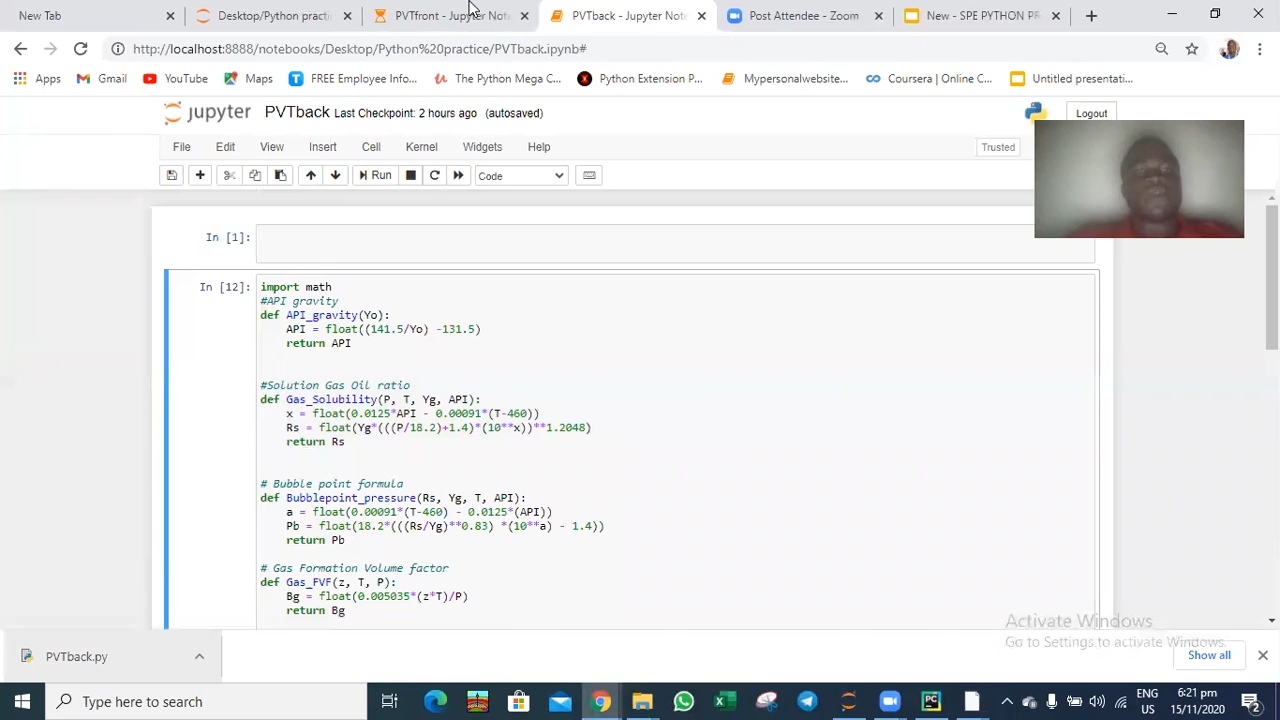 New Tab
Desktop/Python practi
PVTfront - Jupyter Note
PVTback - Jupyter Note
Post Attendee - Zoom
New - SPE PYTHON PR
http://localhost:8888/notebooks/Desktop/Python%20practice/PVTback.ipynb#
Apps
Gmail
YouTube
Maps
FREE Employee Info...
The Python Mega C...
Python Extension P...
Mypersonalwebsite...
Coursera | Online C...
Untitled presentati...
jupyter PVTback Last Checkpoint: 2 hours ago (autosaved)
Logout
File Edit View Insert Cell Kernel Widgets Help
Trusted
Run
Code
In [1]:
In [12]:
import math
#API gravity
def API_gravity(Yo):
API = float((141.5/Yo) -131.5)
return API
#Solution Gas Oil ratio
def Gas_Solubility(P, T, Yg, API):
x = float(0.0125*API - 0.00091*(T-460))
Rs = float(Yg*(((P/18.2)+1.4)*(10**x))**1.2048)
return Rs
# Bubble point formula
def Bubblepoint_pressure(Rs, Yg, T, API):
a = float(0.00091*(T-460) - 0.0125*(API))
Pb = float(18.2*(((Rs/Yg)**0.83) *(10**a) - 1.4))
return Pb
# Gas Formation Volume factor
def Gas_FVF(z, T, P):
Bg = float(0.005035*(z*T)/P)
return Bg
Activate Windows
Go to Settings to activate Windows.
PVTback.py
Show all
Type here to search
ENG
US
6:21 pm
15/11/2020
2